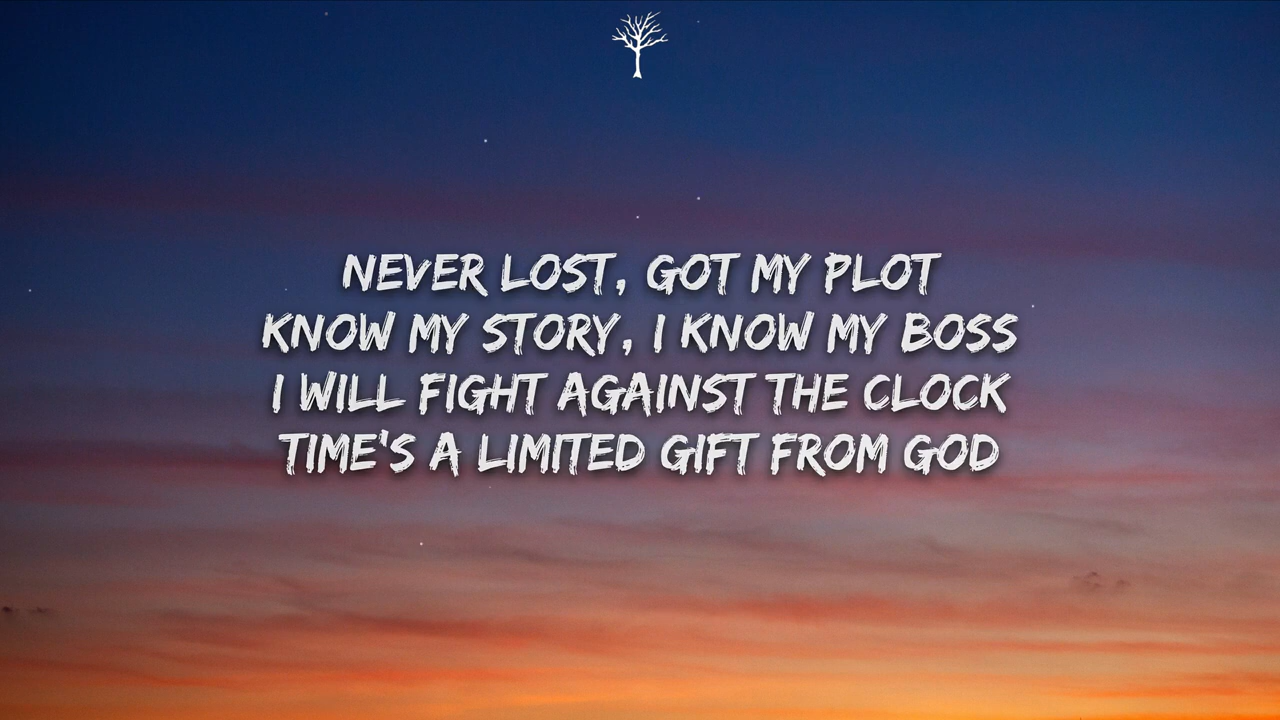 NEVER LOST, GOT MY PLOT
KNOW MY STORY, I KNOW MY BOSS
I WILL FIGHT AGAINST THE CLOCK
TIME'S A LIMITED GIFT FROM GOD